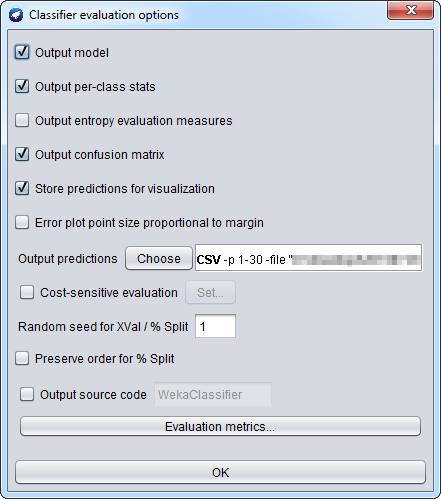 Classifier evaluation options
Output model
Output per-class stats
Output entropy evaluation measures
Output confusion matrix
Store predictions for visualization
Error plot point size proportional to margin
Output predictions Choose CSV -p 1-30 -file "
Cost-sensitive evaluation Set...
Random seed for XVal / % Split 1
Preserve order for % Split
Output source code WekaClassifier
Evaluation metrics...
OK